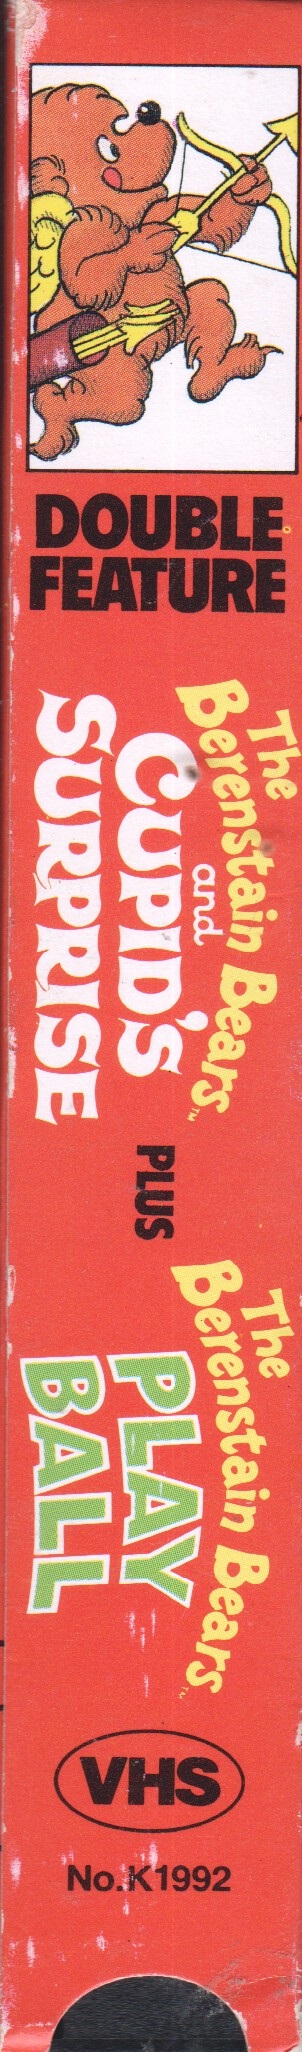 DOUBLE
FEATURE
The
Berenstain Bears™
and
CUPID'S
SURPRISE
PLUS
The
Berenstain Bears™
PLAY
BALL
VHS
No.K1992